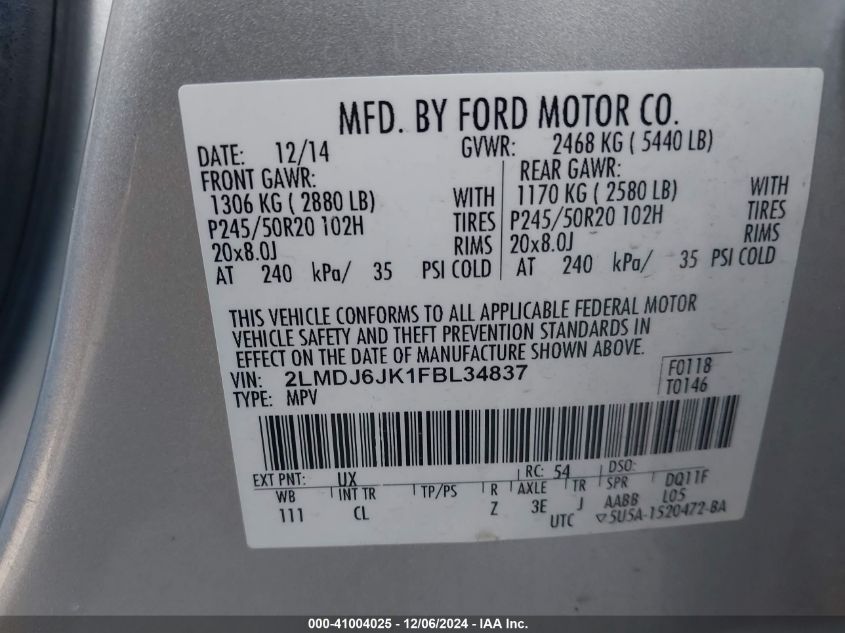 MFD. BY FORD MOTOR CO.
DATE: 12/14 GVWR: 2468 KG ( 5440 LB)
FRONT GAWR: REAR GAWR:
1306 KG ( 2880 LB) WITH 1170 KG ( 2580 LB) WITH
P245/50R20 102H TIRES P245/50R20 102H TIRES
20x8.0J RIMS 20x8.0J RIMS
AT 240 kPa/ 35 PSI COLD AT 240 kPa/ 35 PSI COLD
THIS VEHICLE CONFORMS TO ALL APPLICABLE FEDERAL MOTOR
VEHICLE SAFETY AND THEFT PREVENTION STANDARDS IN
EFFECT ON THE DATE OF MANUFACTURE SHOWN ABOVE.
VIN: 2LMDJ6JK1FBL34837 F0118
TYPE: MPV T0146
EXT PNT: UX RC: 54 DSO:
WB INT TR TP/PS R AXLE TR SPR DQ11F
111 CL Z 3E J AABB L05
UTC ▽5U5A-1520472-BA
000-41004025 - 12/06/2024 - IAA Inc.